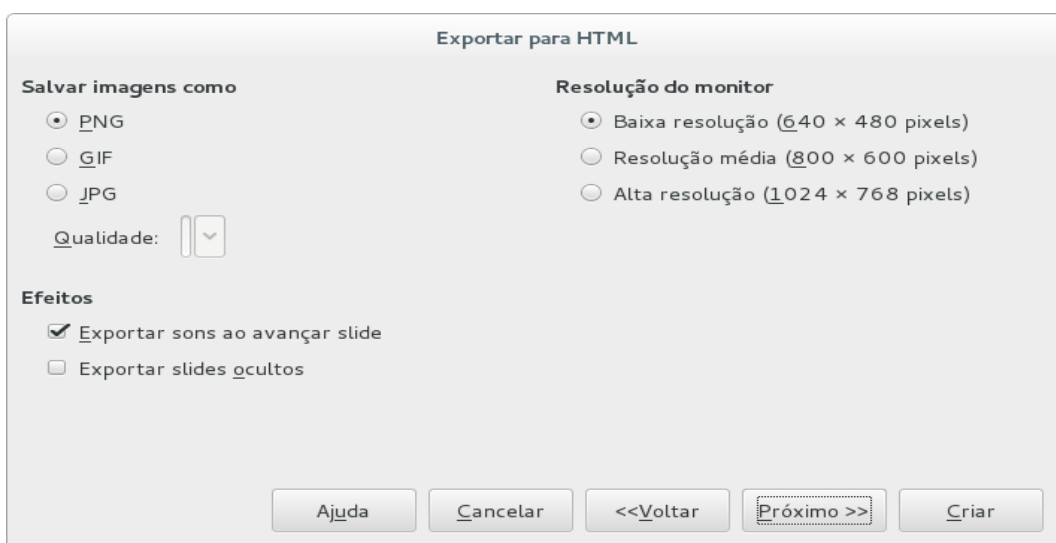 Exportar para HTML
Salvar imagens como
PNG
GIF
JPG
Qualidade:
Resolução do monitor
Baixa resolução (640 × 480 pixels)
Resolução média (800 × 600 pixels)
Alta resolução (1024 × 768 pixels)
Efeitos
Exportar sons ao avançar slide
Exportar slides ocultos
Ajuda Cancelar <<Voltar Próximo >> Criar